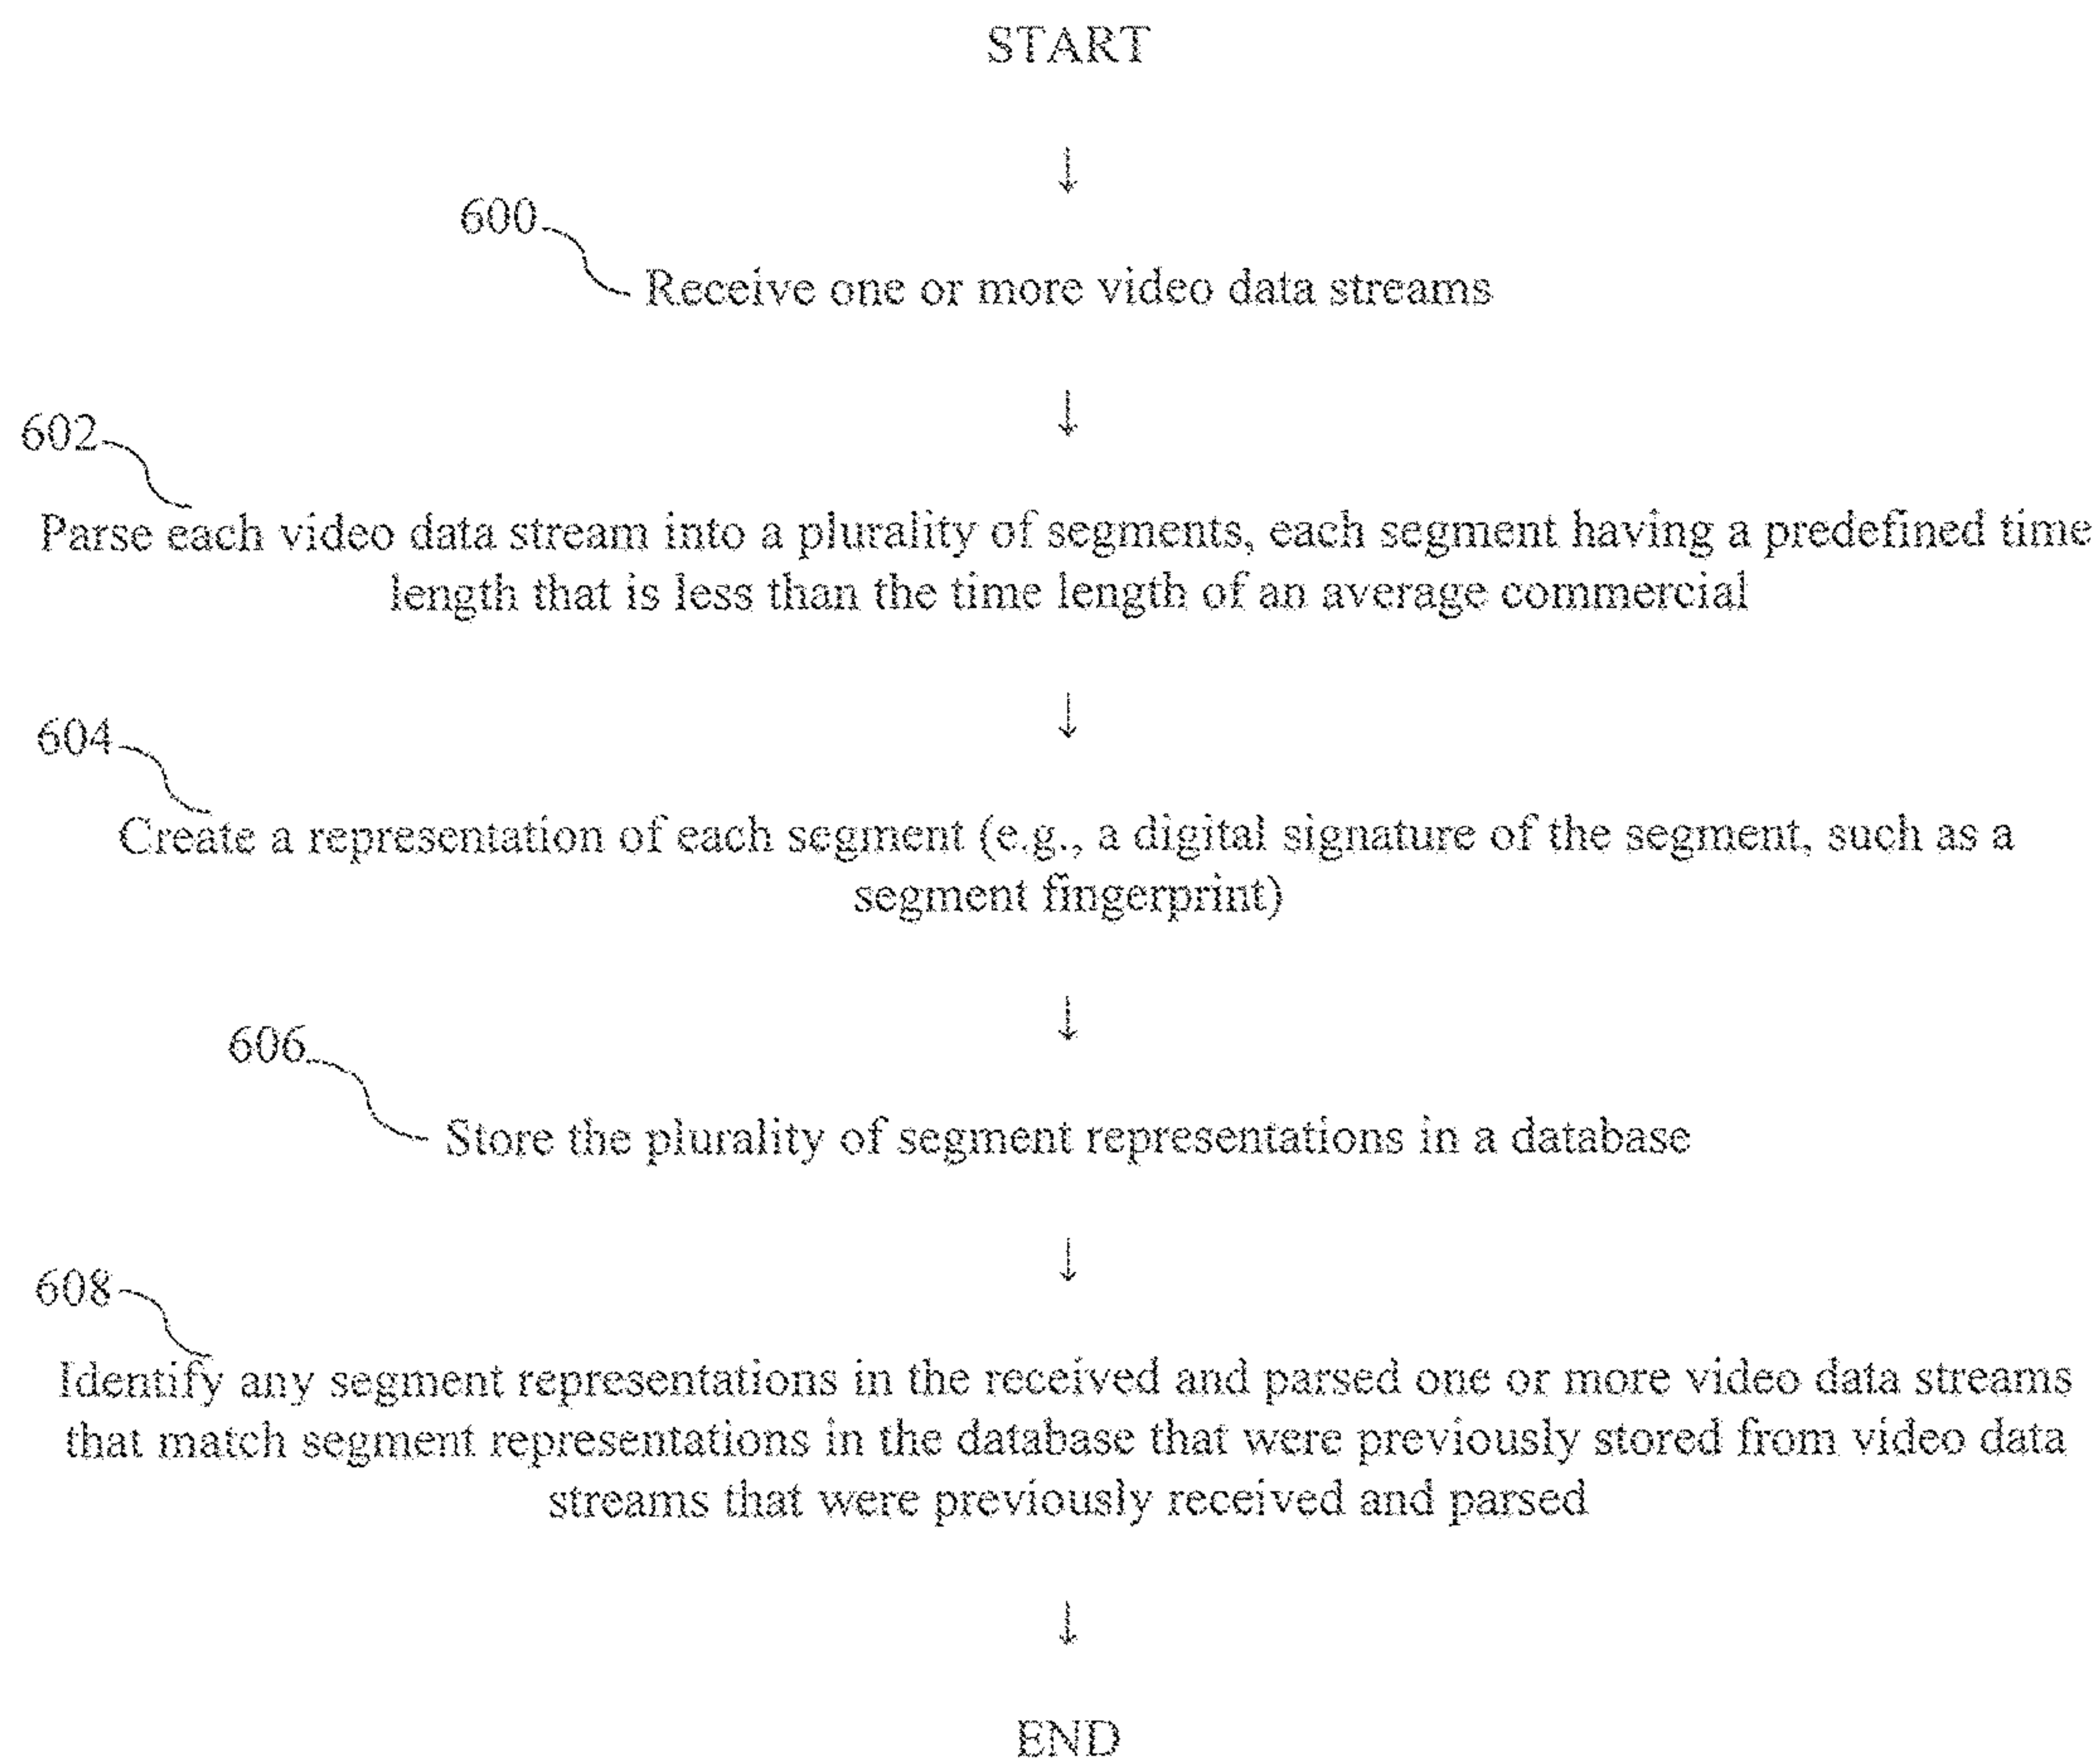 START
↓
600
Receive one or more video data streams
↓
602
Parse each video data stream into a plurality of segments, each segment having a predefined time
length that is less than the time length of an average commercial
↓
604
Create a representation of each segment (e.g., a digital signature of the segment, such as a
segment fingerprint)
↓
606
Store the plurality of segment representations in a database
↓
608
Identify any segment representations in the received and parsed one or more video data streams
that match segment representations in the database that were previously stored from video data
streams that were previously received and parsed
↓
END